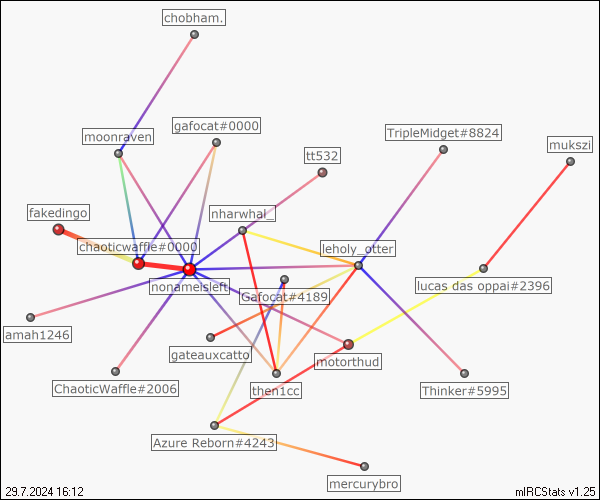 chobham.
moonraven
gafocat#0000
TripleMidget#8824
mukszi
tt532
fakedingo
nharwhal_
chaoticwaffle#0000
leholy_otter
nonameisleft
Gafocat#4189
lucas das oppai#2396
amah1246
gateauxcatto
motorthud
ChaoticWaffle#2006
then1cc
Thinker#5995
Azure Reborn#4243
mercurybro
29.7.2024 16:12
mIRCStats v1.25